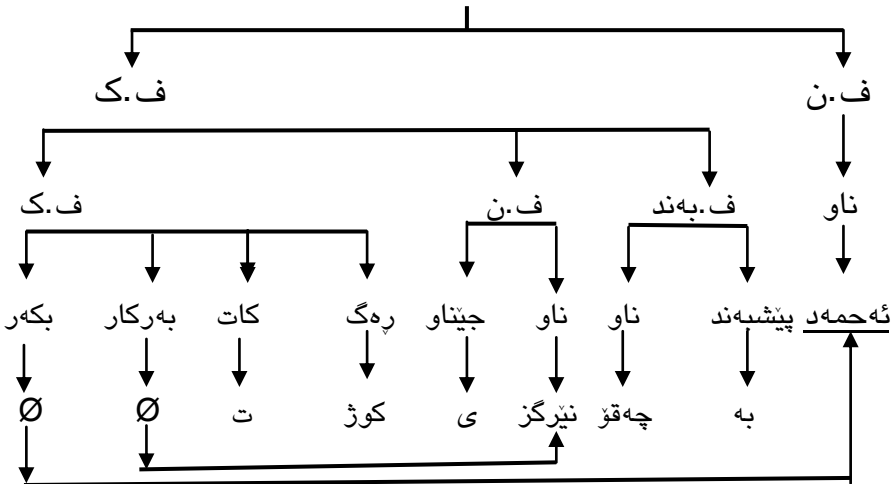 ف.ن ف.ک
ناو ف.بەند ف.ن ف.ک
ئەحمەد پێشبەند ناو ناو جێناو ڕەگ کات بەرکار بکەر
بە چەقۆ نێرگز ی کوژ ت Ø Ø